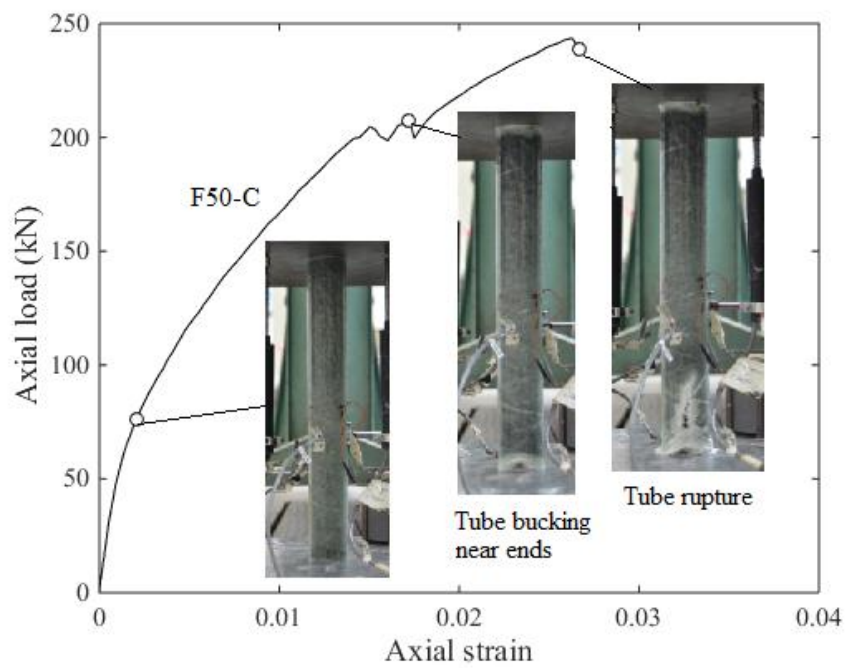 250
200
150
100
50
0
Axial load (kN)
F50-C
Tube bucking
near ends
Tube rupture
0
0.01
0.02
0.03
0.04
Axial strain